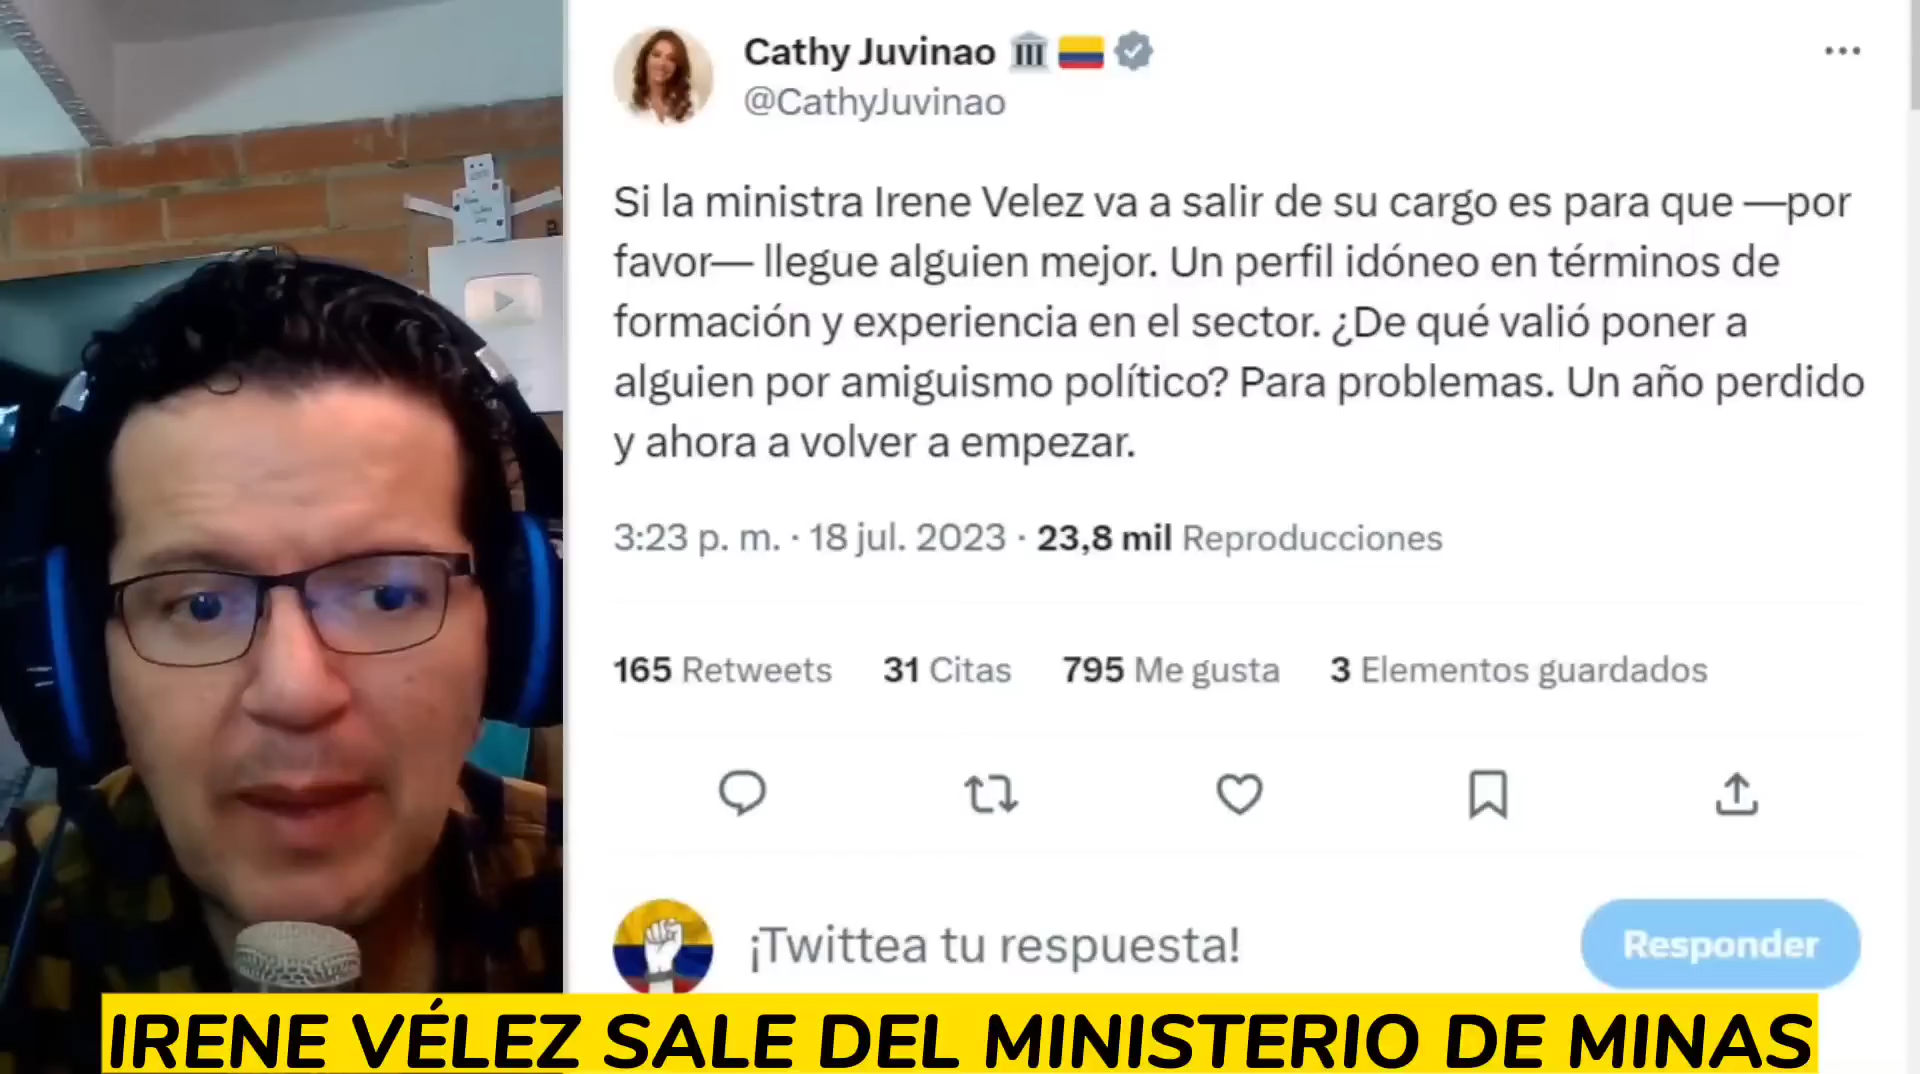 Cathy Juvinao
@CathyJuvinao
Si la ministra Irene Velez va a salir de su cargo es para que —por
favor— llegue alguien mejor. Un perfil idóneo en términos de
formación y experiencia en el sector. ¿De qué valió poner a
alguien por amiguismo político? Para problemas. Un año perdido
y ahora a volver a empezar.
3:23 p. m. · 18 jul. 2023 · 23,8 mil Reproducciones
165 Retweets 31 Citas 795 Me gusta 3 Elementos guardados
¡Twittea tu respuesta!
Responder
IRENE VÉLEZ SALE DEL MINISTERIO DE MINAS